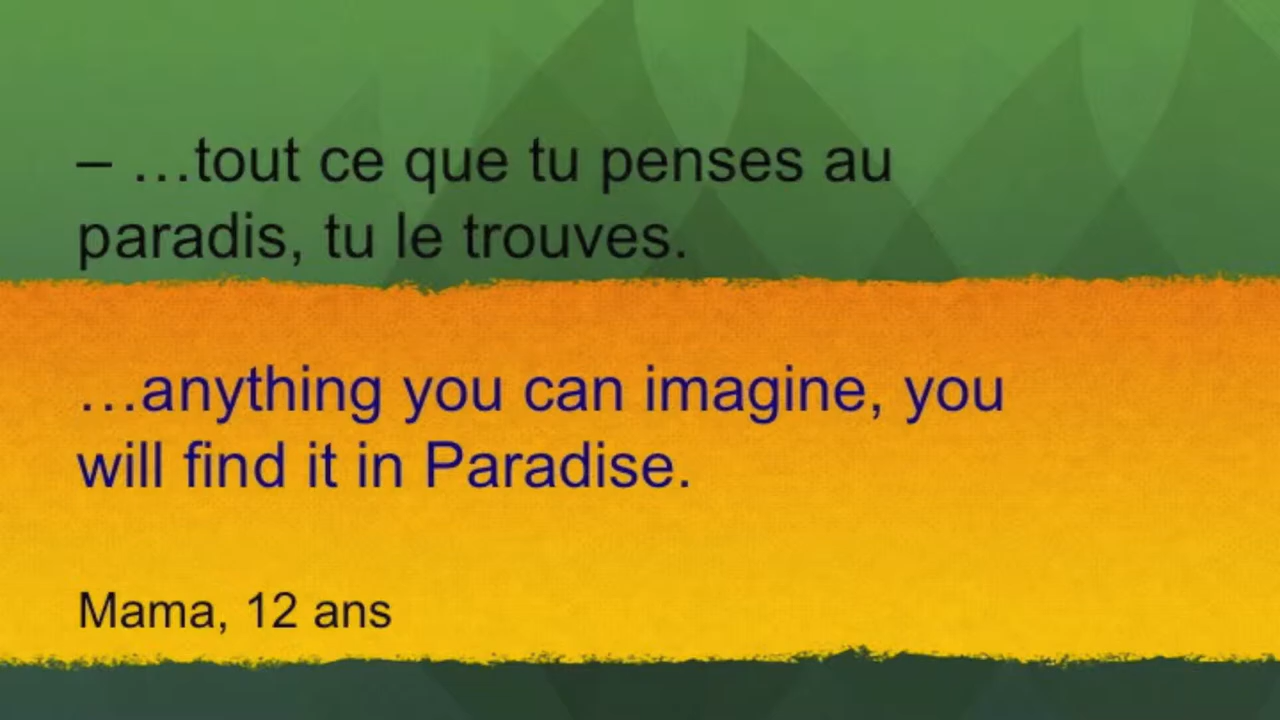 – …tout ce que tu penses au
paradis, tu le trouves.
…anything you can imagine, you
will find it in Paradise.
Mama, 12 ans